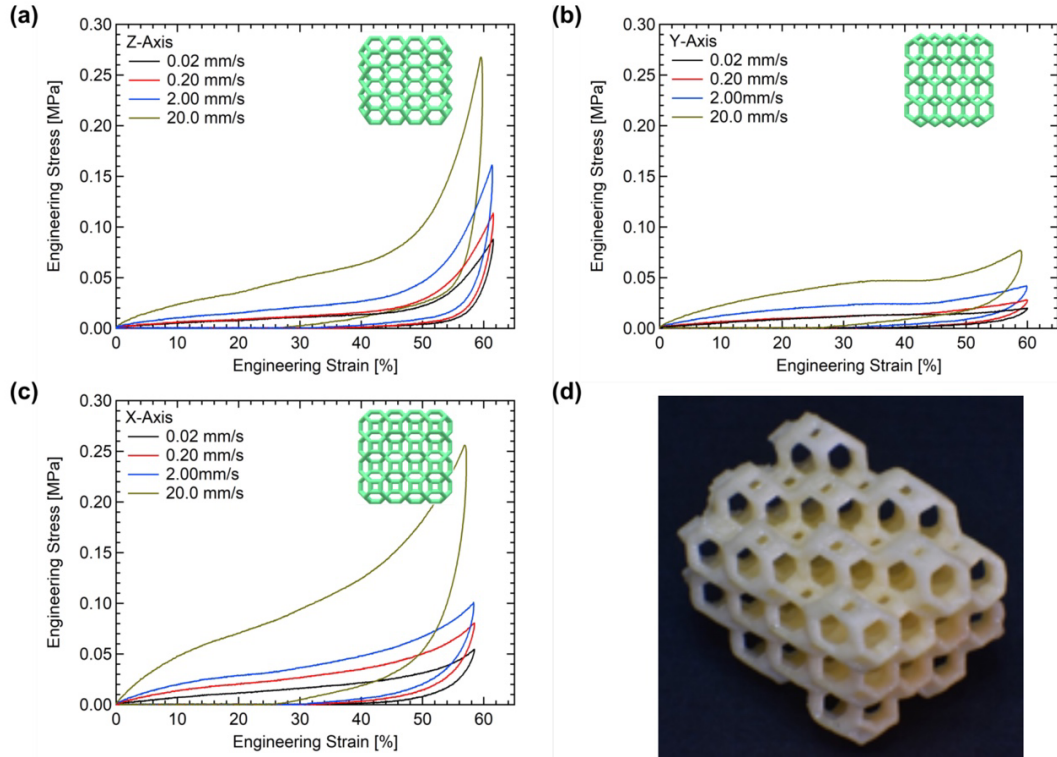 (a)
Z-Axis
0.02 mm/s
0.20 mm/s
2.00 mm/s
20.0 mm/s
Engineering Stress [MPa]
0.30
0.25
0.20
0.15
0.10
0.05
0.00
0 10 20 30 40 50 60
Engineering Strain [%]
(b)
Y-Axis
0.02 mm/s
0.20 mm/s
2.00mm/s
20.0 mm/s
Engineering Stress [MPa]
0.30
0.25
0.20
0.15
0.10
0.05
0.00
0 10 20 30 40 50 60
Engineering Strain [%]
(c)
X-Axis
0.02 mm/s
0.20 mm/s
2.00mm/s
20.0 mm/s
Engineering Stress [MPa]
0.30
0.25
0.20
0.15
0.10
0.05
0.00
0 10 20 30 40 50 60
Engineering Strain [%]
(d)